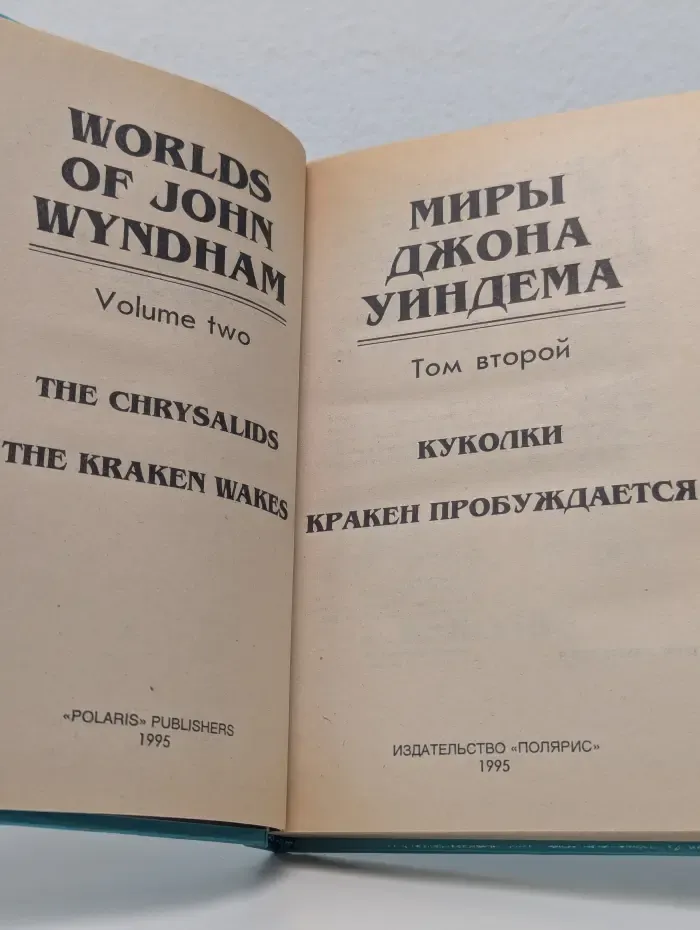 WORLDS
OF JOHN
WYNDHAM
Volume two
THE CHRYSALIDS
THE KRAKEN WAKES
«POLARIS» PUBLISHERS
1995
МИРЫ
ДЖОНА
УИНДЕМА
Том второй
КУКОЛКИ
КРАКЕН ПРОБУЖДАЕТСЯ
ИЗДАТЕЛЬСТВО «ПОЛЯРИС»
1995